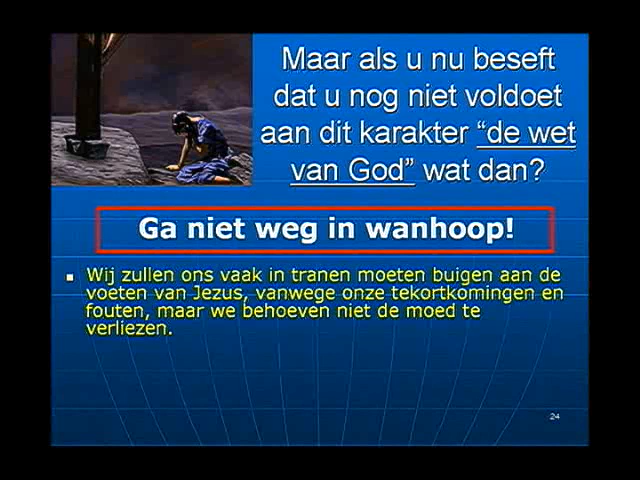 Maar als u nu beseft
dat u nog niet voldoet
aan dit karakter “de wet
van God” wat dan?
Ga niet weg in wanhoop!
Wij zullen ons vaak in tranen moeten buigen aan de
voeten van Jezus, vanwege onze tekortkomingen en
fouten, maar we behoeven niet de moed te
verliezen.
24